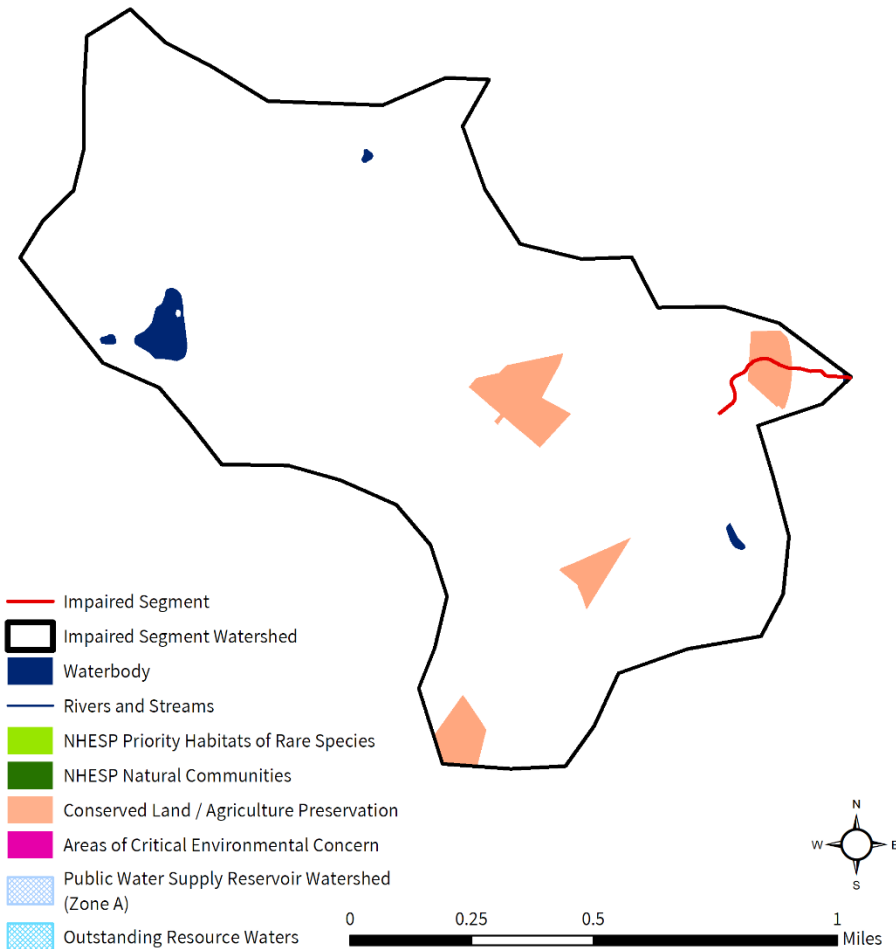 Impaired Segment
Impaired Segment Watershed
Waterbody
Rivers and Streams
NHESP Priority Habitats of Rare Species
NHESP Natural Communities
Conserved Land / Agriculture Preservation
Areas of Critical Environmental Concern
Public Water Supply Reservoir Watershed
(Zone A)
Outstanding Resource Waters
N
W E
S
0 0.25 0.5 1
Miles